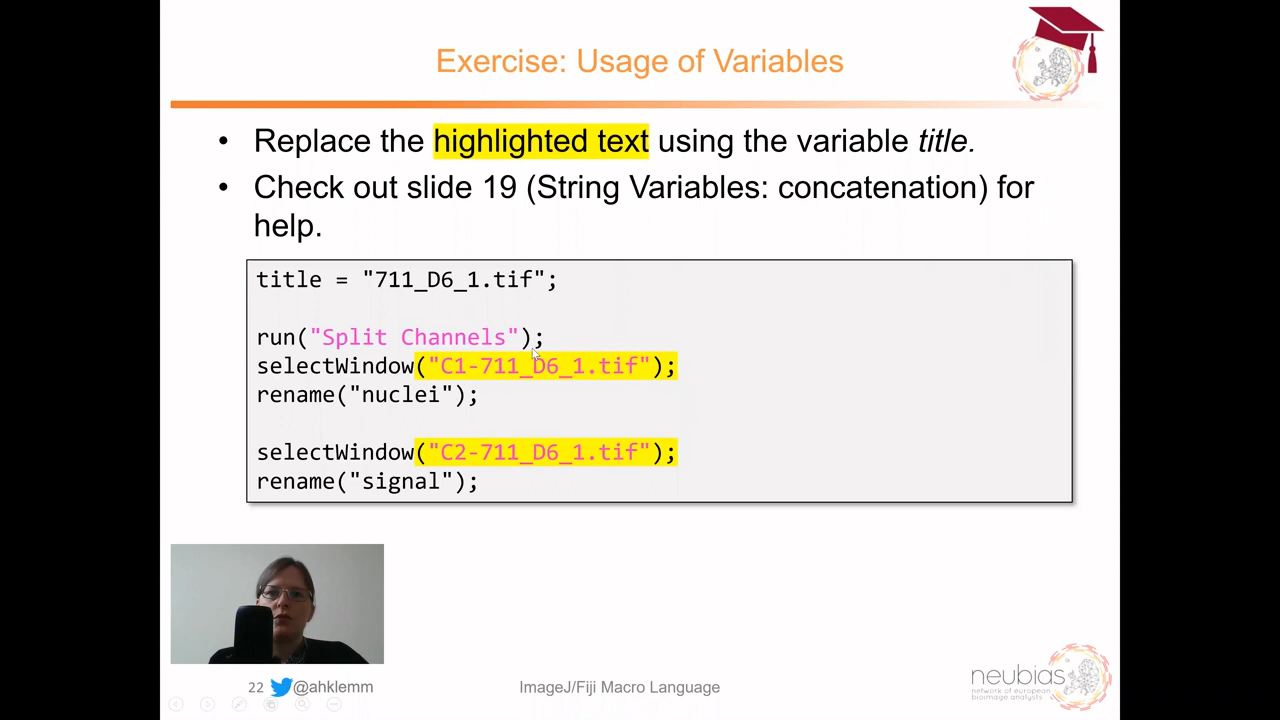 Exercise: Usage of Variables
• Replace the highlighted text using the variable title.
• Check out slide 19 (String Variables: concatenation) for
help.
title = "711_D6_1.tif";
run("Split Channels");
selectWindow("C1-711_D6_1.tif");
rename("nuclei");
selectWindow("C2-711_D6_1.tif");
rename("signal");
22 @ahklemm
ImageJ/Fiji Macro Language
neubias
network of european
bioimage analysts